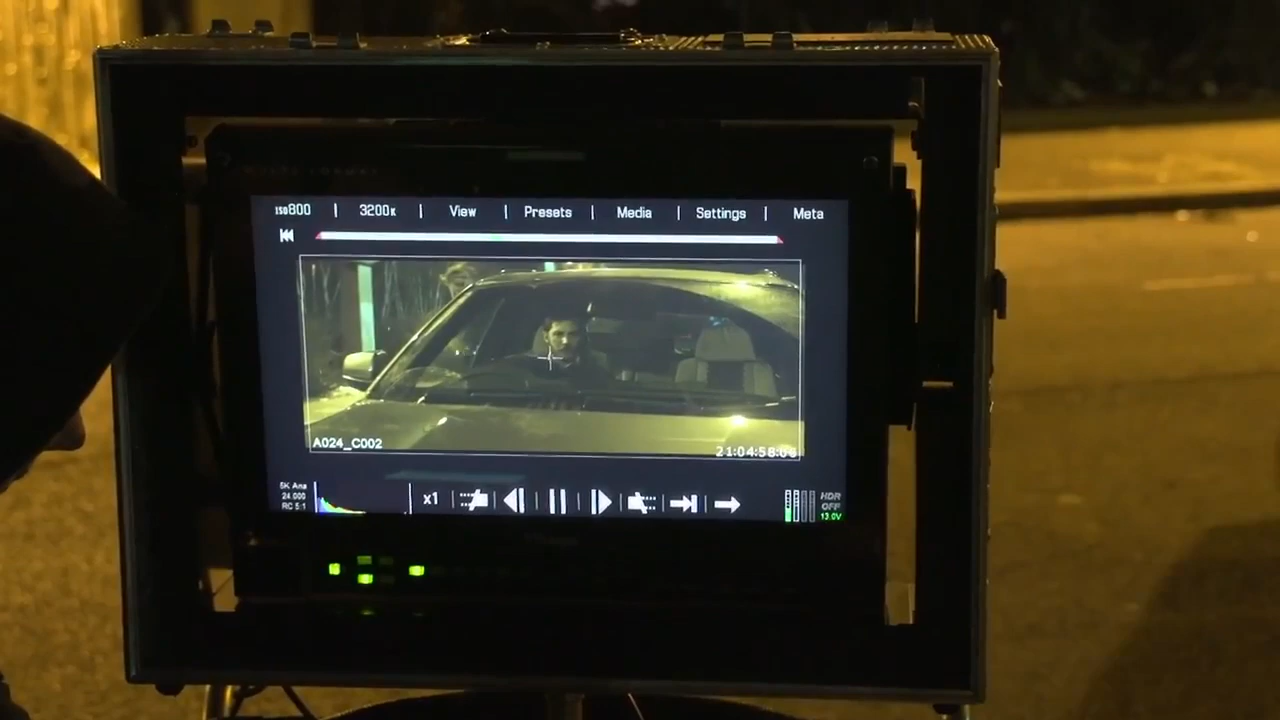 ISO800 | 3200K | View | Presets | Media | Settings | Meta
A024_C002
21:04:58:06
5K Ana
24.000
RC 5:1
x1
HDR
OFF
13.0V